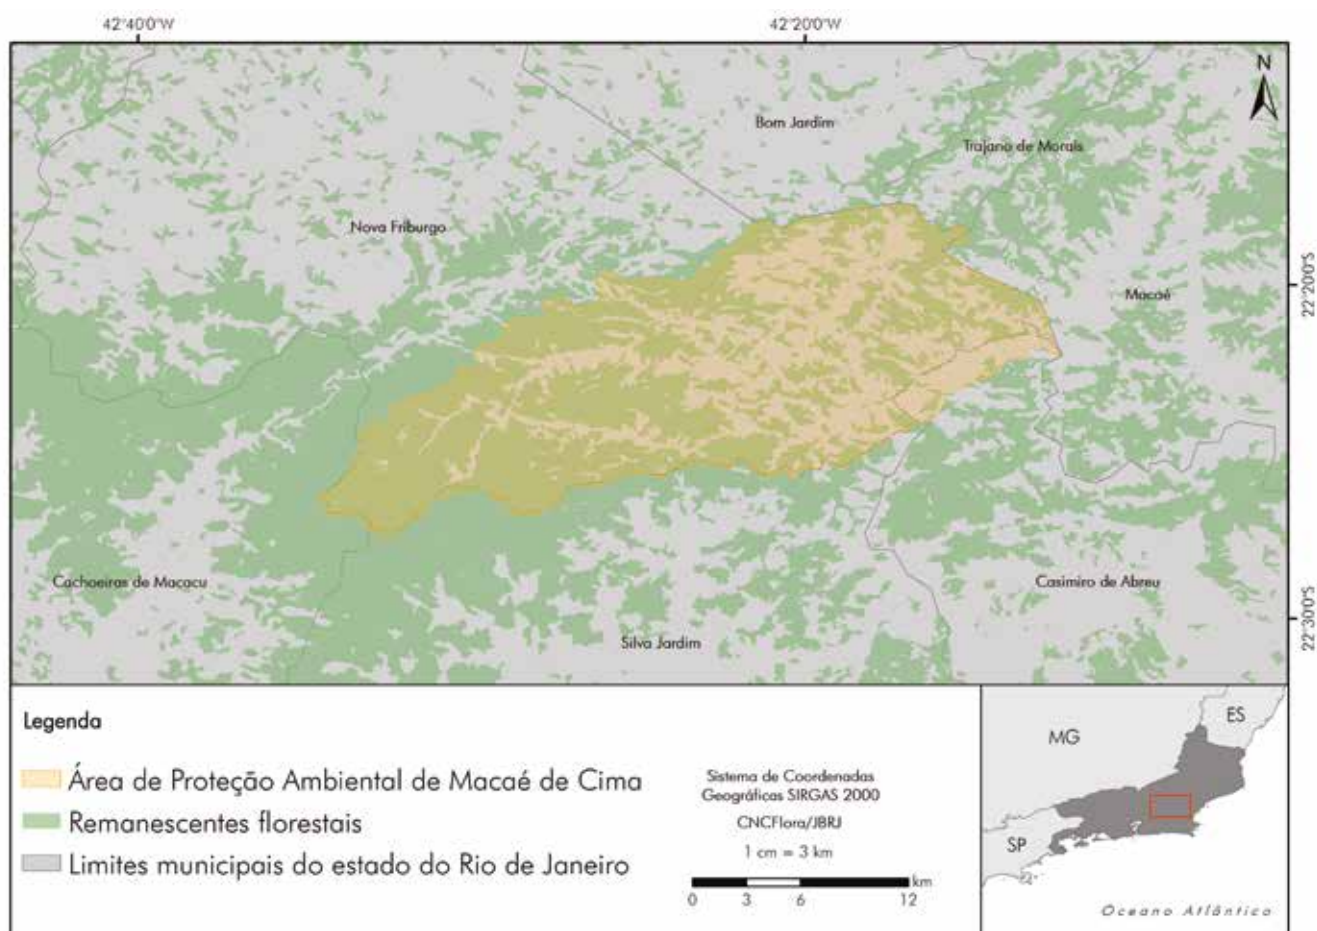 42°40'0"W
42°20'0"W
N
Bom Jardim
Trajano de Morais
Nova Friburgo
22°20'0"S
Macaé
Cachoeiras de Macacu
Casimiro de Abreu
22°30'0"S
Silva Jardim
Legenda
Área de Proteção Ambiental de Macaé de Cima
Remanescentes florestais
Limites municipais do estado do Rio de Janeiro
Sistema de Coordenadas
Geográficas SIRGAS 2000
CNCFlora/JBRJ
1 cm = 3 km
km
0 3 6 12
ES
MG
SP
Oceano Atlântico